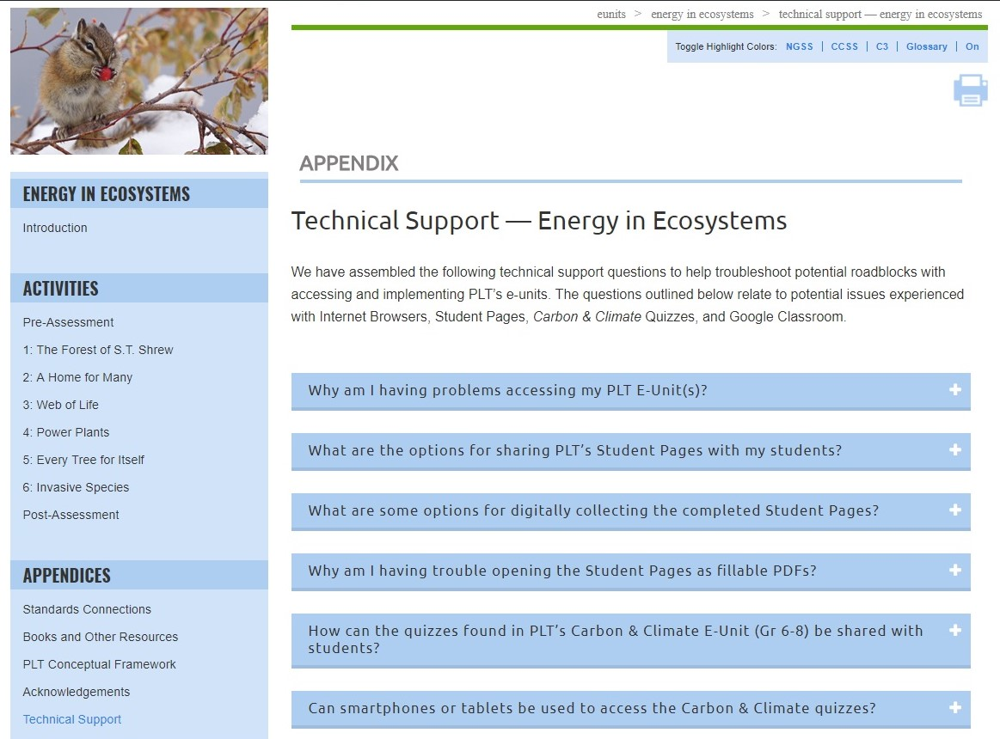 eunits > energy in ecosystems > technical support — energy in ecosystems
Toggle Highlight Colors: NGSS | CCSS | C3 | Glossary | On
ENERGY IN ECOSYSTEMS
Introduction
ACTIVITIES
Pre-Assessment
1: The Forest of S.T. Shrew
2: A Home for Many
3: Web of Life
4: Power Plants
5: Every Tree for Itself
6: Invasive Species
Post-Assessment
APPENDICES
Standards Connections
Books and Other Resources
PLT Conceptual Framework
Acknowledgements
Technical Support
APPENDIX
Technical Support — Energy in Ecosystems
We have assembled the following technical support questions to help troubleshoot potential roadblocks with
accessing and implementing PLT's e-units. The questions outlined below relate to potential issues experienced
with Internet Browsers, Student Pages, Carbon & Climate Quizzes, and Google Classroom.
Why am I having problems accessing my PLT E-Unit(s)?
What are the options for sharing PLT's Student Pages with my students?
What are some options for digitally collecting the completed Student Pages?
Why am I having trouble opening the Student Pages as fillable PDFs?
How can the quizzes found in PLT's Carbon & Climate E-Unit (Gr 6-8) be shared with
students?
Can smartphones or tablets be used to access the Carbon & Climate quizzes?